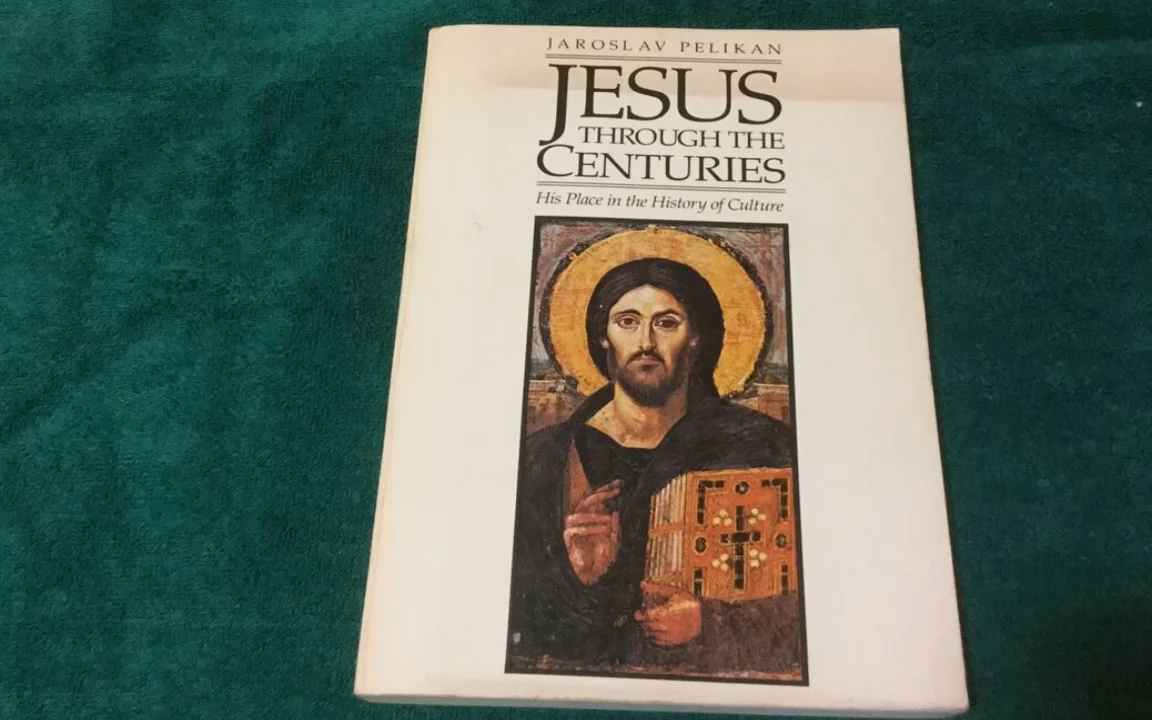 JAROSLAV PELIKAN
JESUS
THROUGH THE
CENTURIES
His Place in the History of Culture